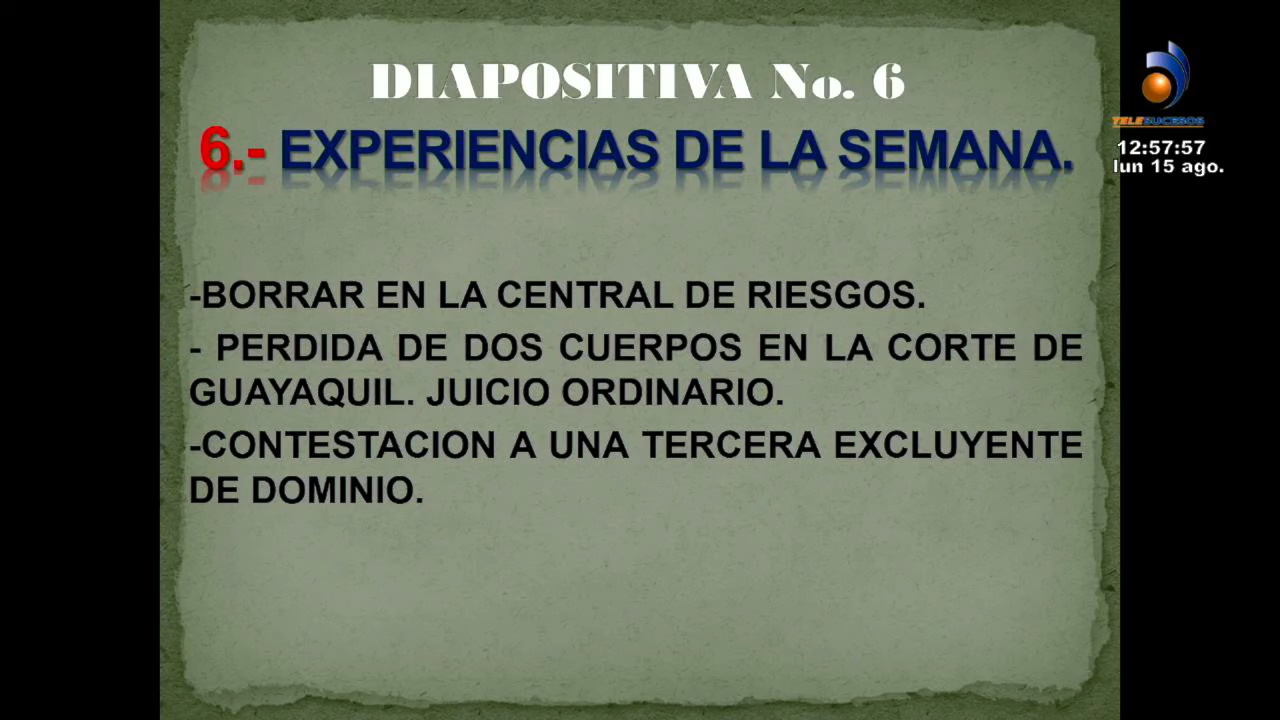 DIAPOSITIVA No. 6
6.- EXPERIENCIAS DE LA SEMANA.
-BORRAR EN LA CENTRAL DE RIESGOS.
- PERDIDA DE DOS CUERPOS EN LA CORTE DE
GUAYAQUIL. JUICIO ORDINARIO.
-CONTESTACION A UNA TERCERA EXCLUYENTE
DE DOMINIO.
TELESUCESOS
12:57:57
lun 15 ago.